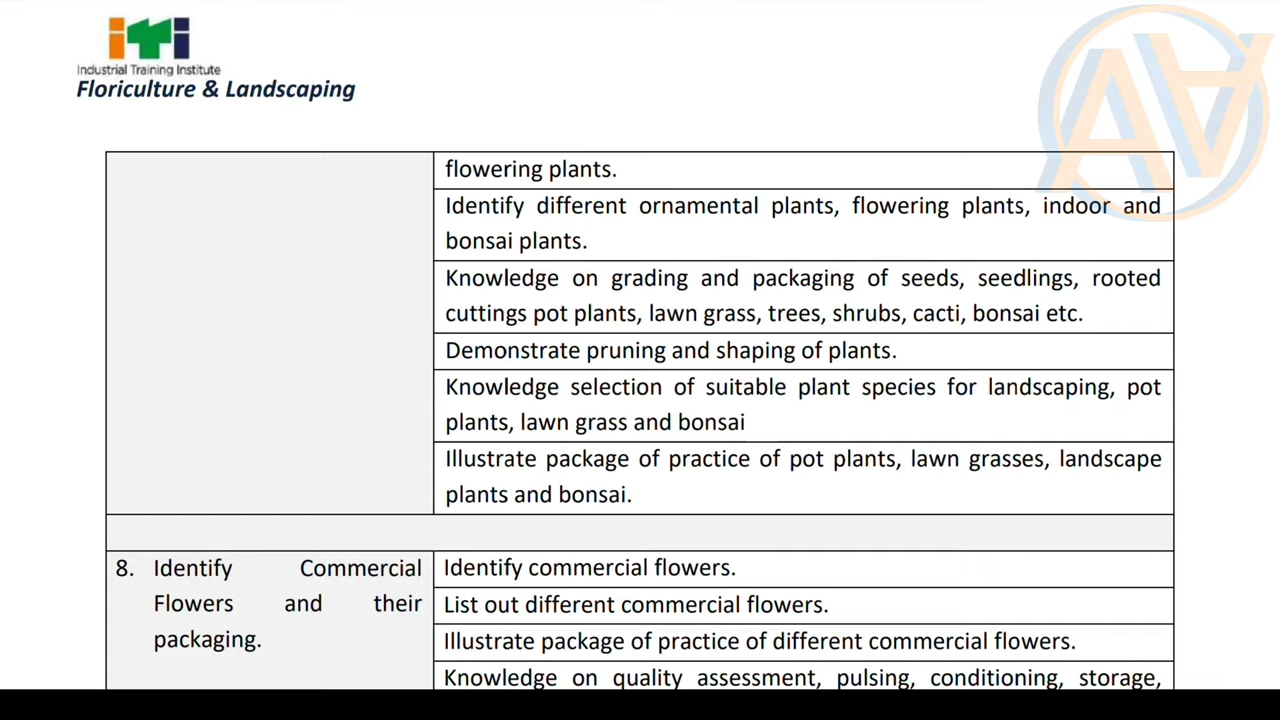 iTi
Industrial Training Institute
Floriculture & Landscaping
flowering plants.
Identify different ornamental plants, flowering plants, indoor and
bonsai plants.
Knowledge on grading and packaging of seeds, seedlings, rooted
cuttings pot plants, lawn grass, trees, shrubs, cacti, bonsai etc.
Demonstrate pruning and shaping of plants.
Knowledge selection of suitable plant species for landscaping, pot
plants, lawn grass and bonsai
Illustrate package of practice of pot plants, lawn grasses, landscape
plants and bonsai.
8. Identify Commercial
Flowers and their
packaging.
Identify commercial flowers.
List out different commercial flowers.
Illustrate package of practice of different commercial flowers.
Knowledge on quality assessment, pulsing, conditioning, storage,